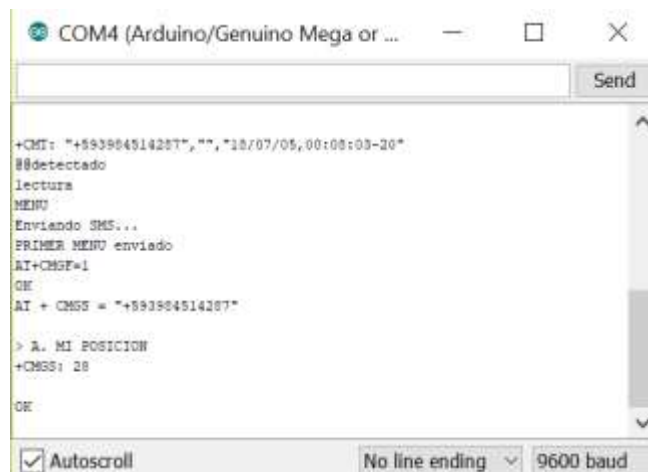 COM4 (Arduino/Genuino Mega or ...
Send
+CMT: "+593984514287","","18/07/05,00:08:03-20"
@@detectado
lectura
MENU
Enviando SMS...
PRIMER MENU enviado
AT+CMGF=1
OK
AT + CMGS = "+593984514287"
> A. MI POSICION
+CMGS: 28
OK
Autoscroll
No line ending
9600 baud